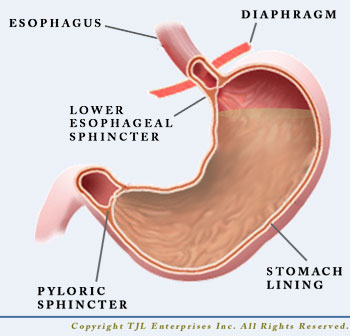 ESOPHAGUS
DIAPHRAGM
LOWER
ESOPHAGEAL
SPHINCTER
STOMACH
LINING
PYLORIC
SPHINCTER
Copyright TJL Enterprises Inc. All Rights Reserved.